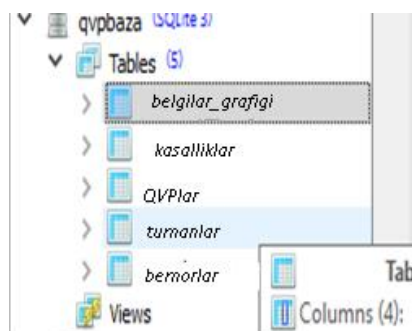 qvpbaza (SQLite 3)
Tables (5)
belgilar_grafigi
kasalliklar
QVPlar
tumanlar
bemorlar
Tab
Views
Columns (4):